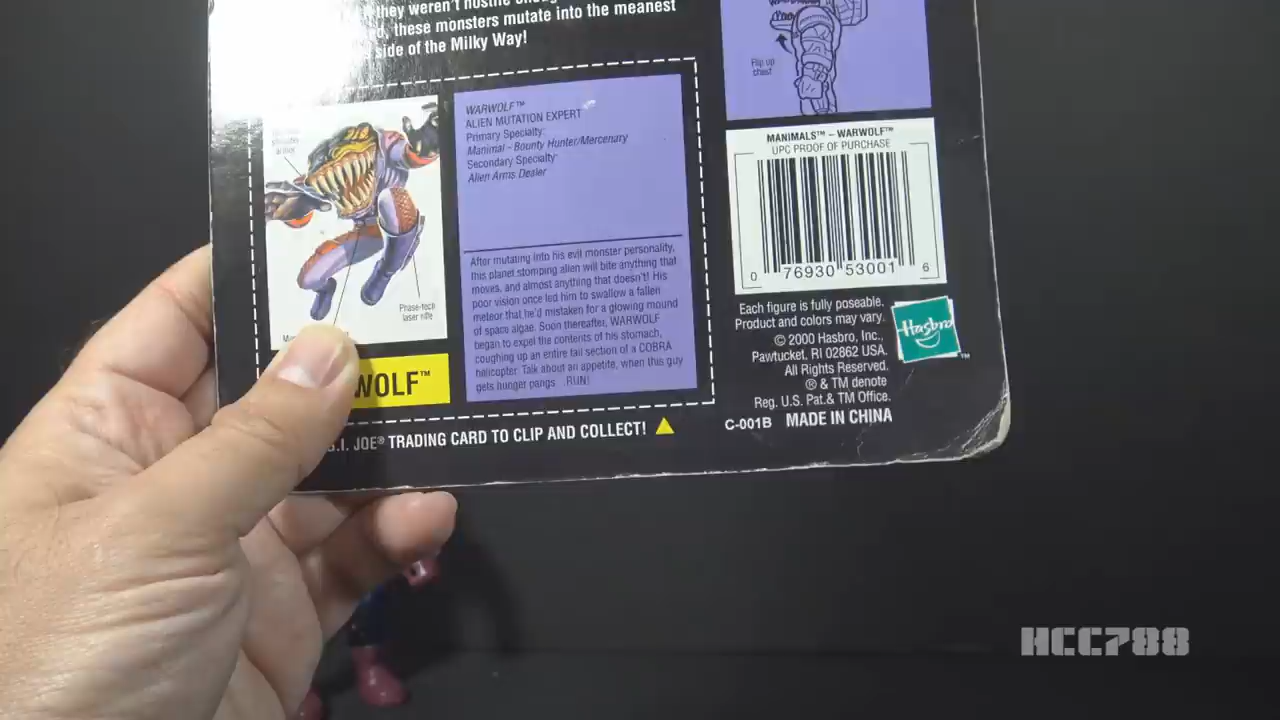 they weren't hostile enoug
, these monsters mutate into the meanest
side of the Milky Way!
Flip up
chest
WARWOLF™
ALIEN MUTATION EXPERT
Primary Specialty:
Manimal - Bounty Hunter/Mercenary
Secondary Specialty:
Alien Arms Dealer
After mutating into his evil monster personality,
this planet stomping alien will bite anything that
moves, and almost anything that doesn't! His
poor vision once led him to swallow a fallen
meteor that he'd mistaken for a glowing mound
of space algae. Soon thereafter, WARWOLF
began to expel the contents of his stomach,
coughing up an entire tail section of a COBRA
helicopter. Talk about an appetite, when this guy
gets hunger pangs...RUN!
Phase-tech
laser rifle
WOLF™
G.I. JOE® TRADING CARD TO CLIP AND COLLECT!
MANIMALS™ - WARWOLF™
UPC PROOF OF PURCHASE
0 76930 53001 6
Each figure is fully poseable.
Product and colors may vary.
© 2000 Hasbro, Inc.,
Pawtucket, RI 02862 USA.
All Rights Reserved.
® & TM denote
Reg. U.S. Pat.& TM Office.
C-001B MADE IN CHINA
Hasbro™
HCC788